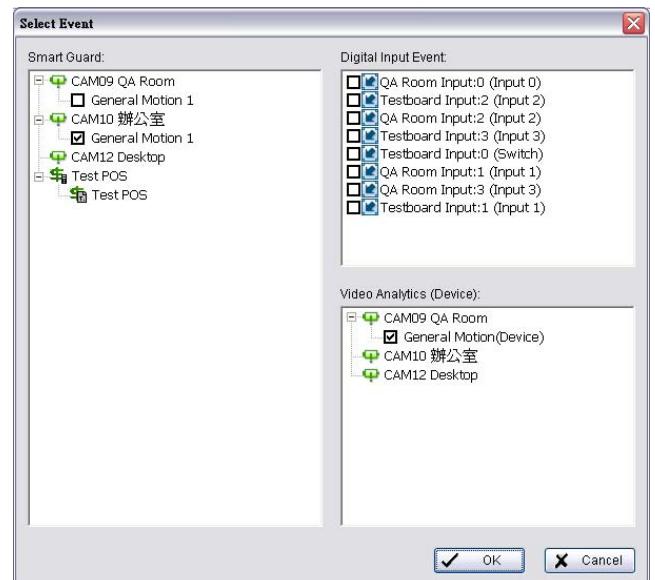 Select Event
Smart Guard:
CAM09 QA Room
General Motion 1
CAM10 辦公室
General Motion 1
CAM12 Desktop
Test POS
Test POS
Digital Input Event:
QA Room Input:0 (Input 0)
Testboard Input:2 (Input 2)
QA Room Input:2 (Input 2)
Testboard Input:3 (Input 3)
Testboard Input:0 (Switch)
QA Room Input:1 (Input 1)
QA Room Input:3 (Input 3)
Testboard Input:1 (Input 1)
Video Analytics (Device):
CAM09 QA Room
General Motion(Device)
CAM10 辦公室
CAM12 Desktop
OK
Cancel